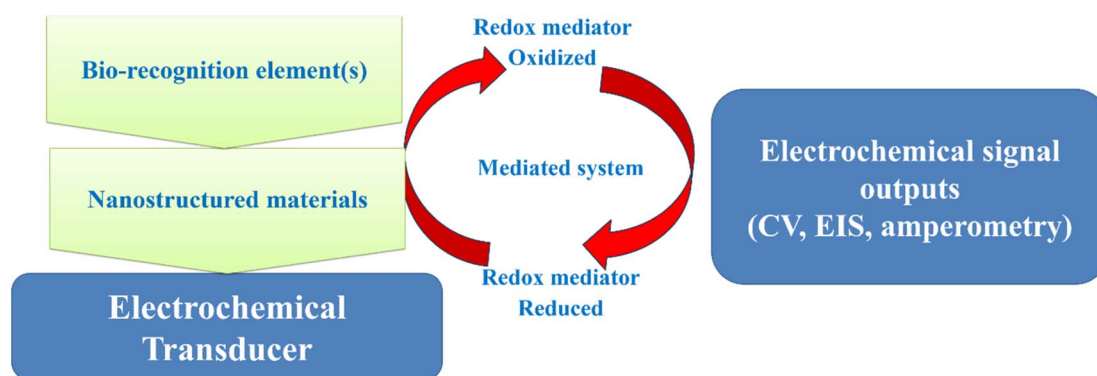 Bio-recognition element(s)
Nanostructured materials
Electrochemical
Transducer
Redox mediator
Oxidized
Mediated system
Redox mediator
Reduced
Electrochemical signal
outputs
(CV, EIS, amperometry)